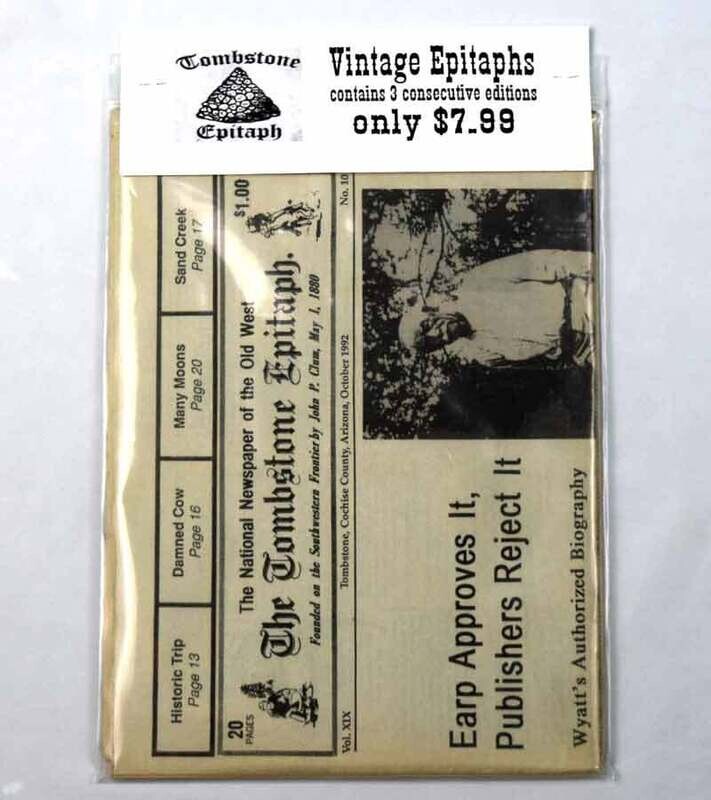 Tombstone
Epitaph
Vintage Epitaphs
contains 3 consecutive editions
only $7.99
Historic Trip
Page 13
Damned Cow
Page 16
Many Moons
Page 20
Sand Creek
Page 17
20
PAGES
The National Newspaper of the Old West
$1.00
The Tombstone Epitaph.
Founded on the Southwestern Frontier by John P. Clum, May 1, 1880
Vol. XIX Tombstone, Cochise County, Arizona, October 1992 No. 10
Earp Approves It,
Publishers Reject It
Wyatt's Authorized Biography